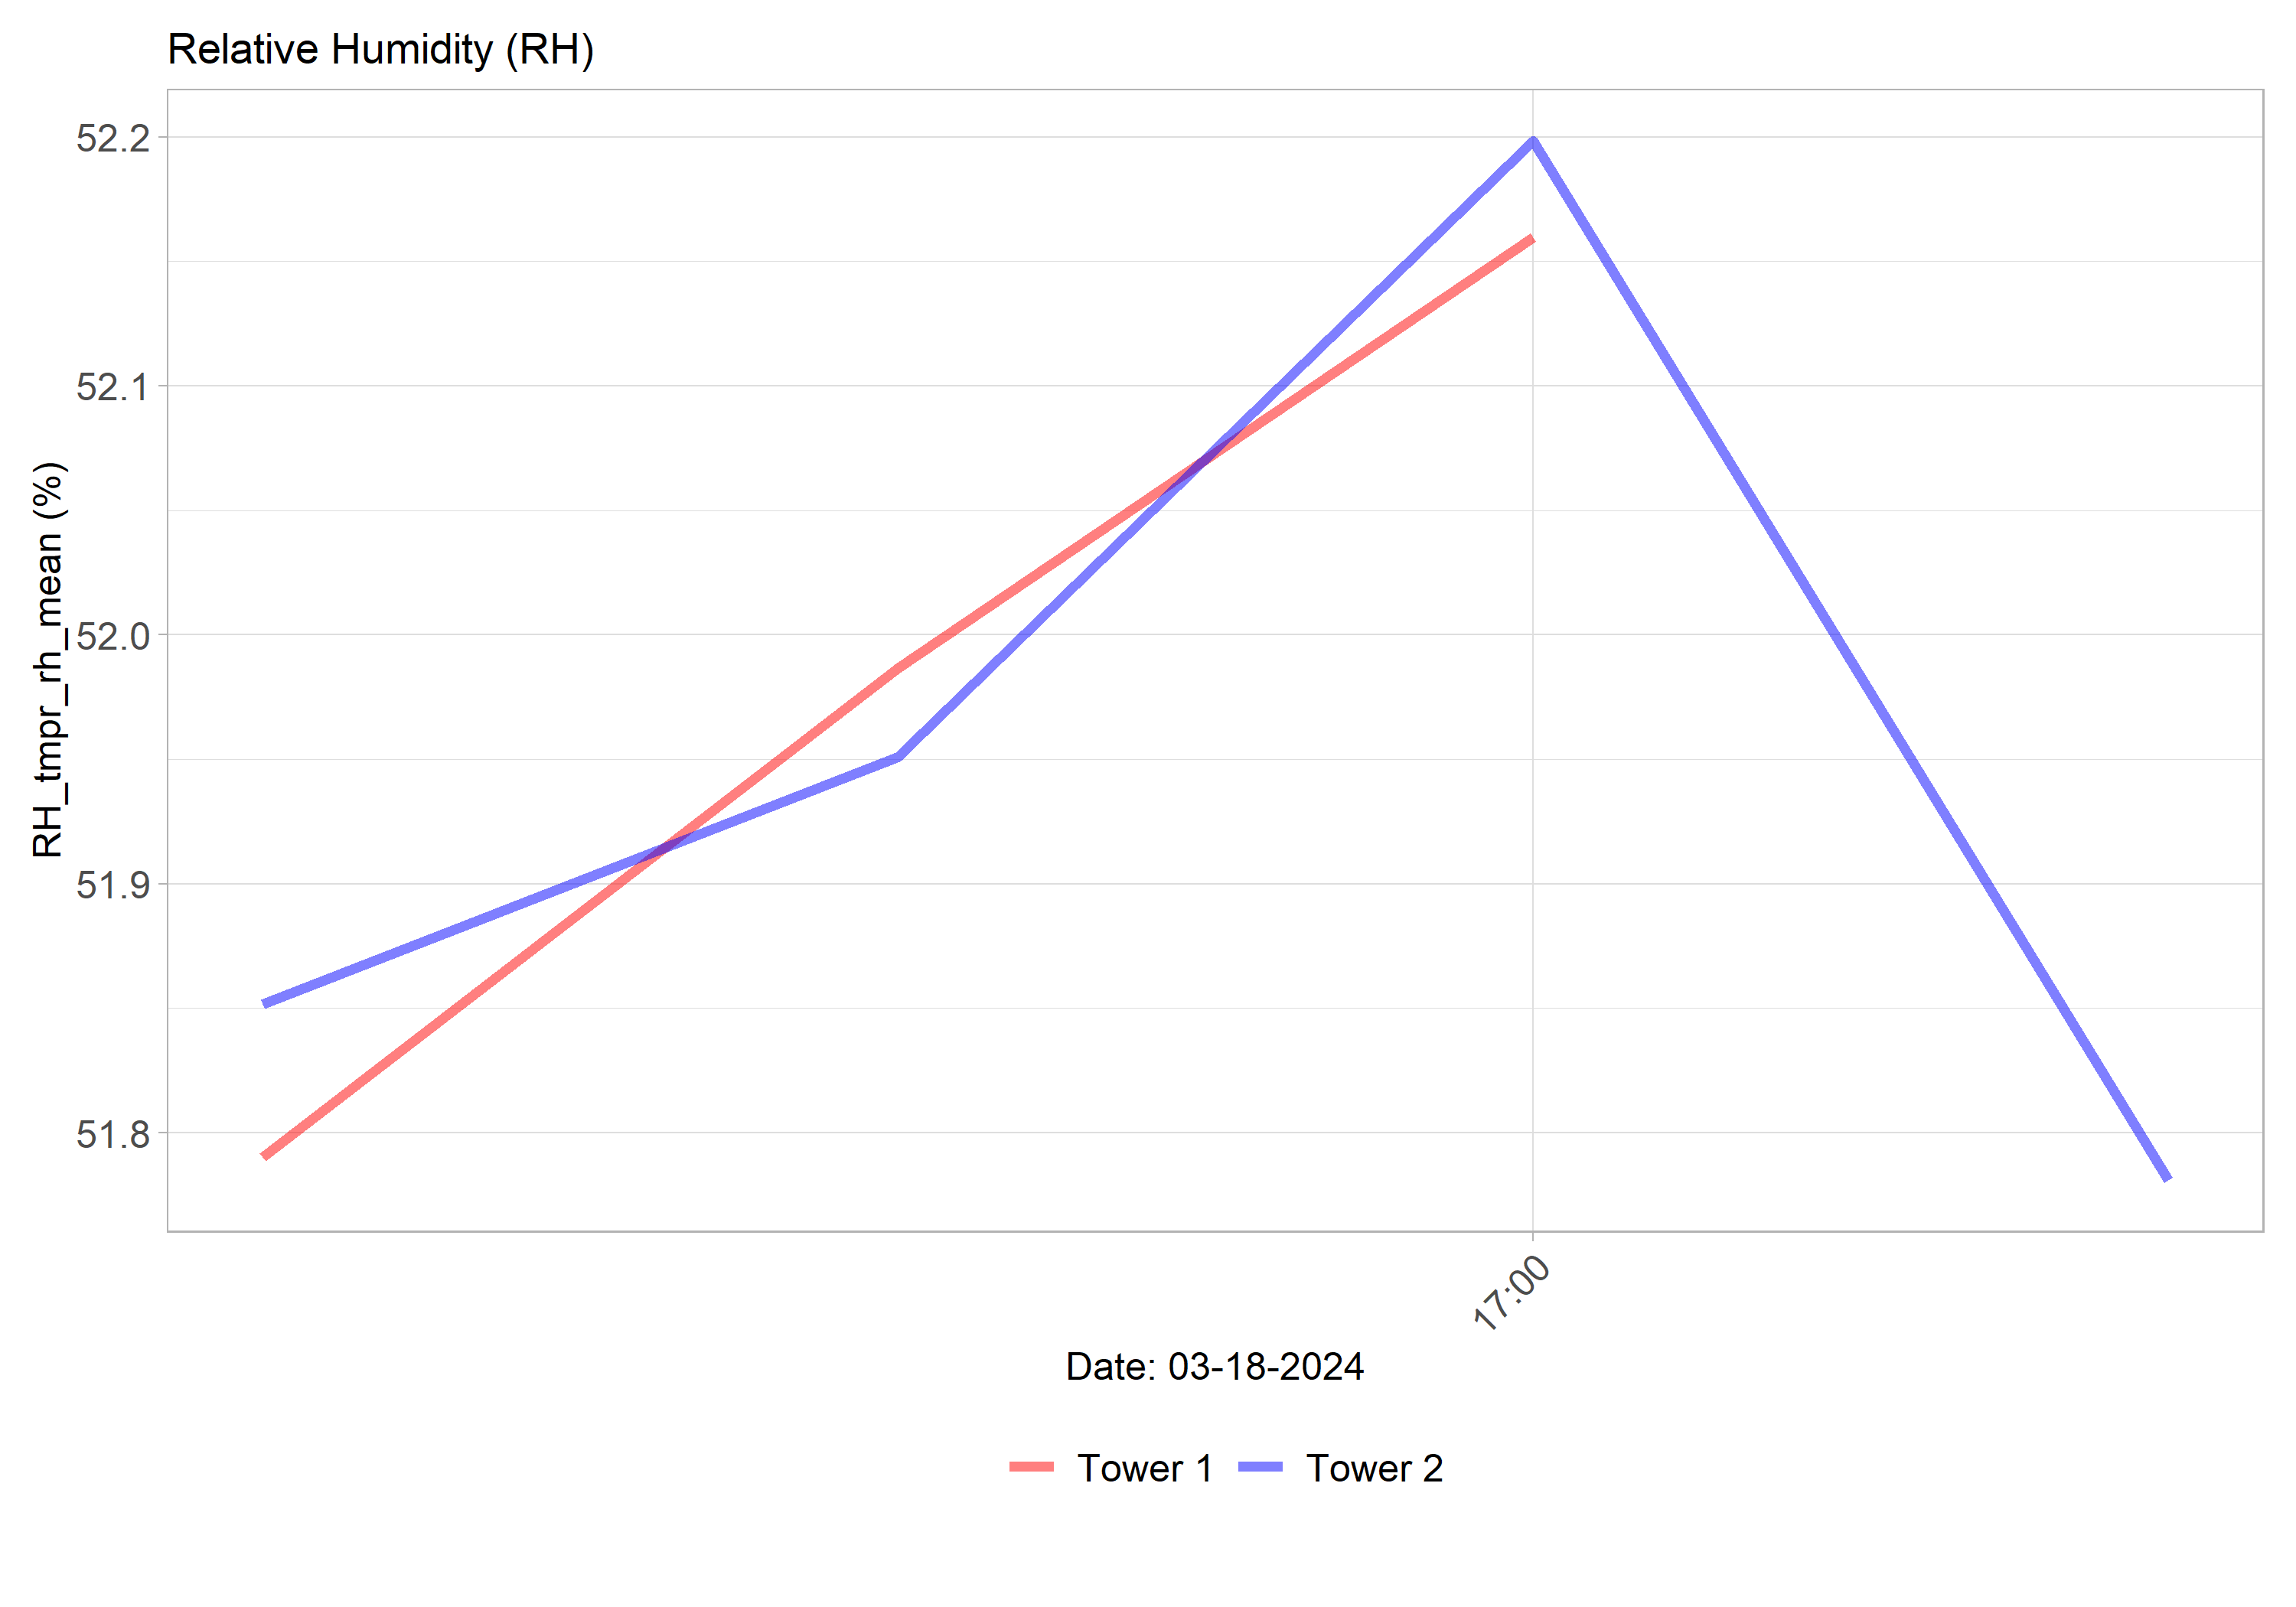 Relative Humidity (RH)
RH_tmpr_rh_mean (%)
52.2
52.1
52.0
51.9
51.8
17:00
Date: 03-18-2024
Tower 1 Tower 2